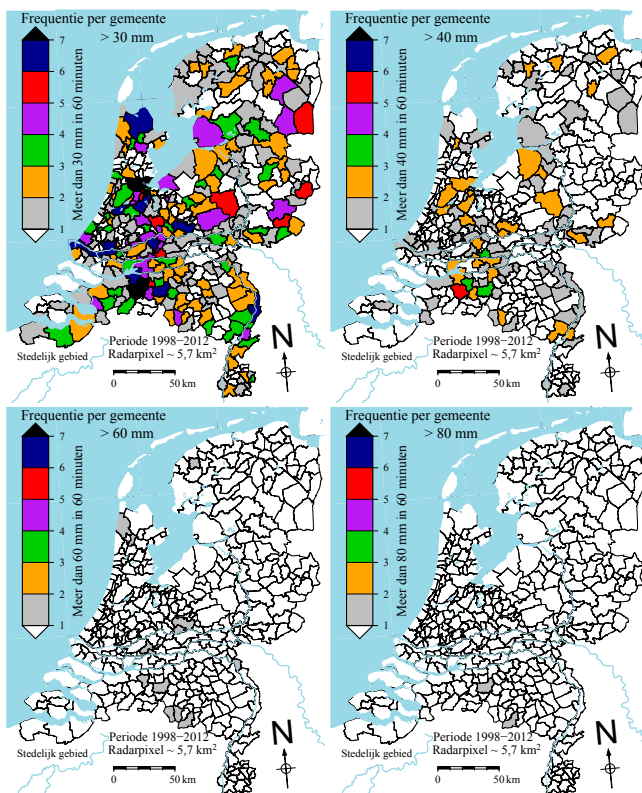 Frequentie per gemeente
> 30 mm
7
6
5
4
3
2
1
Meer dan 30 mm in 60 minuten
Periode 1998−2012
Radarpixel ~ 5,7 km²
Stedelijk gebied
0
50 km
N
Frequentie per gemeente
> 40 mm
7
6
5
4
3
2
1
Meer dan 40 mm in 60 minuten
Periode 1998−2012
Radarpixel ~ 5,7 km²
Stedelijk gebied
0
50 km
N
Frequentie per gemeente
> 60 mm
7
6
5
4
3
2
1
Meer dan 60 mm in 60 minuten
Periode 1998−2012
Radarpixel ~ 5,7 km²
Stedelijk gebied
0
50 km
N
Frequentie per gemeente
> 80 mm
7
6
5
4
3
2
1
Meer dan 80 mm in 60 minuten
Periode 1998−2012
Radarpixel ~ 5,7 km²
Stedelijk gebied
0
50 km
N